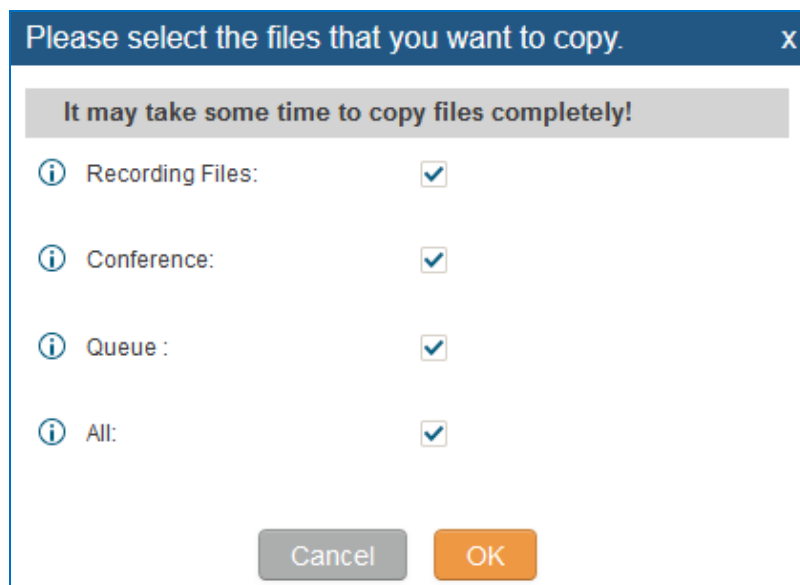 Please select the files that you want to copy. x
It may take some time to copy files completely!
Recording Files:
Conference:
Queue :
All:
Cancel OK